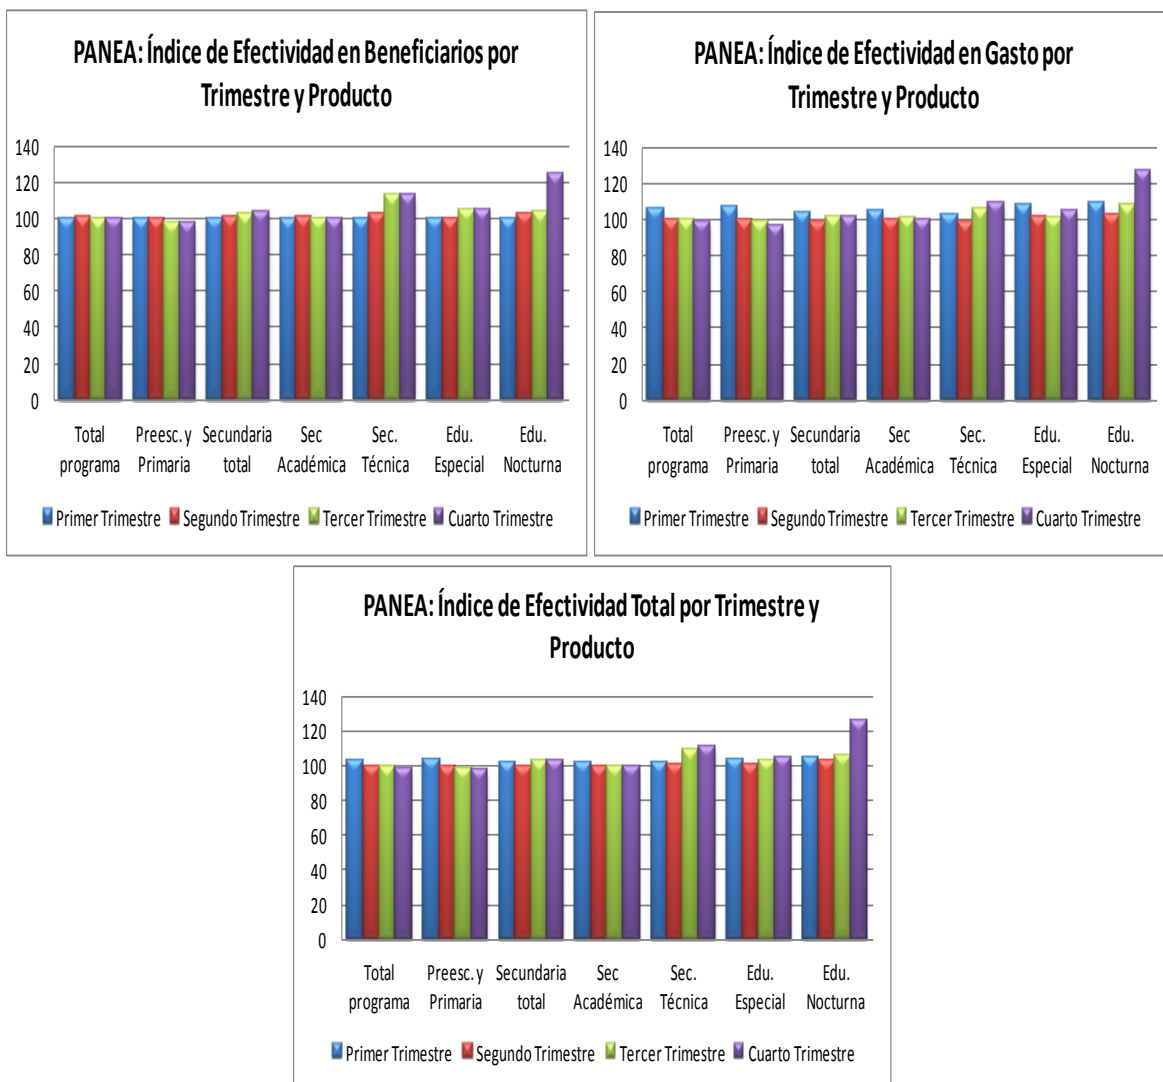 PANEA: Índice de Efectividad en Beneficiarios por
Trimestre y Producto
140
120
100
80
60
40
20
0
Total
programa
Preesc. y
Primaria
Secundaria
total
Sec
Académica
Sec.
Técnica
Edu.
Especial
Edu.
Nocturna
Primer Trimestre
Segundo Trimestre
Tercer Trimestre
Cuarto Trimestre
PANEA: Índice de Efectividad en Gasto por
Trimestre y Producto
140
120
100
80
60
40
20
0
Total
programa
Preesc. y
Primaria
Secundaria
total
Sec
Académica
Sec.
Técnica
Edu.
Especial
Edu.
Nocturna
Primer Trimestre
Segundo Trimestre
Tercer Trimestre
Cuarto Trimestre
PANEA: Índice de Efectividad Total por Trimestre y
Producto
140
120
100
80
60
40
20
0
Total
programa
Preesc. y
Primaria
Secundaria
total
Sec
Académica
Sec.
Técnica
Edu.
Especial
Edu.
Nocturna
Primer Trimestre
Segundo Trimestre
Tercer Trimestre
Cuarto Trimestre